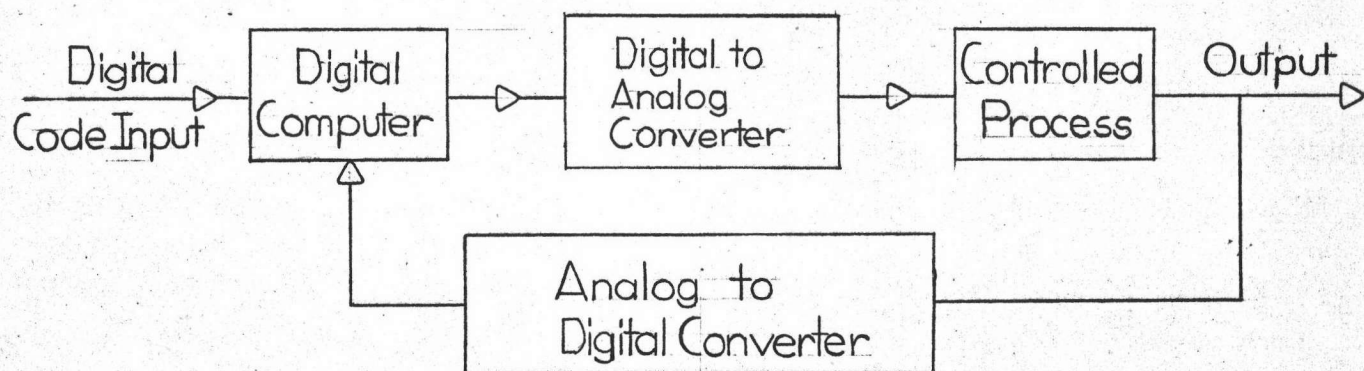 Digital
Code Input
Digital
Computer
Digital to
Analog
Converter
Controlled
Process
Output
Analog to
Digital Converter